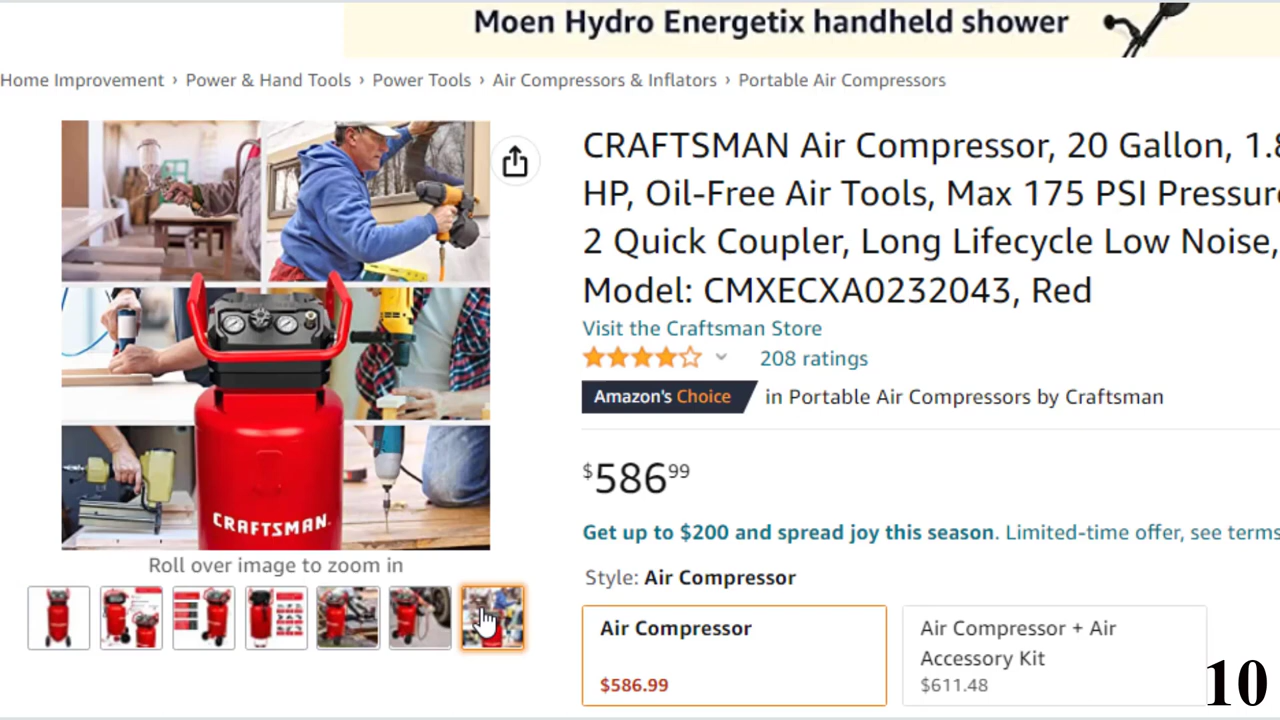 Moen Hydro Energetix handheld shower
Home Improvement › Power & Hand Tools › Power Tools › Air Compressors & Inflators › Portable Air Compressors
CRAFTSMAN Air Compressor, 20 Gallon, 1.8
HP, Oil-Free Air Tools, Max 175 PSI Pressure
2 Quick Coupler, Long Lifecycle Low Noise,
Model: CMXECXA0232043, Red
Visit the Craftsman Store
208 ratings
Amazon's Choice in Portable Air Compressors by Craftsman
$58699
Get up to $200 and spread joy this season. Limited-time offer, see terms
CRAFTSMAN
Roll over image to zoom in
Style: Air Compressor
Air Compressor
$586.99
Air Compressor + Air
Accessory Kit
$611.48
10